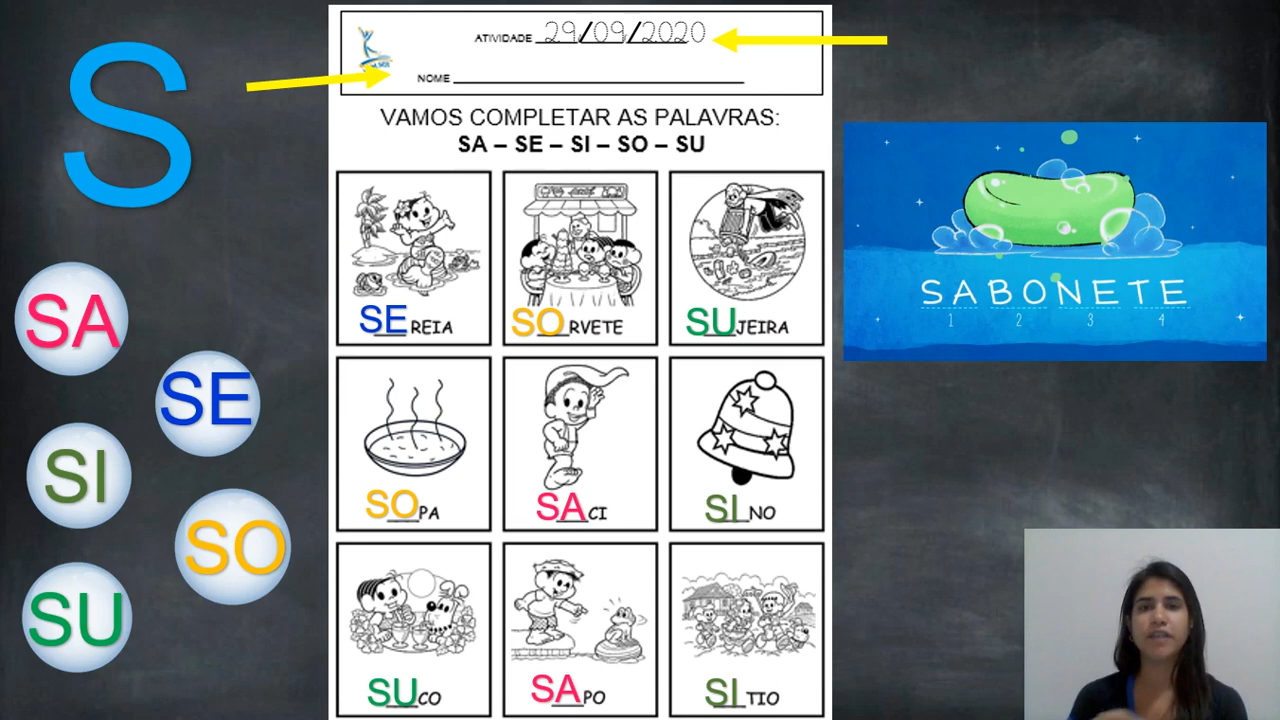 S
SA
SE
SI
SO
SU
ATIVIDADE 29/09/2020
NOME
VAMOS COMPLETAR AS PALAVRAS:
SA – SE – SI – SO – SU
SEREIA
SORVETE
SUJEIRA
SOPA
SACI
SINO
SUCO
SAPO
SITIO
SABONETE
1 2 3 4